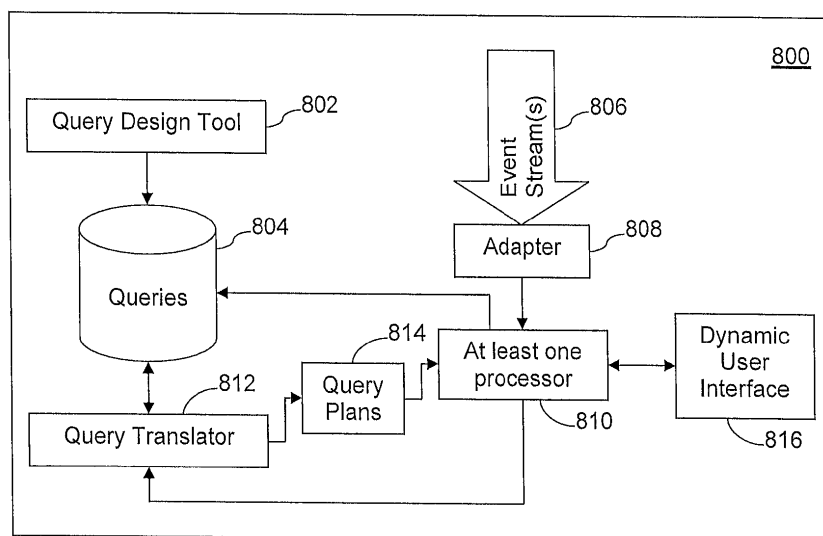 800
Query Design Tool
802
Event
Stream(s)
806
804
Queries
Adapter
808
814
812
Query
Plans
At least one
processor
810
Dynamic
User
Interface
816
Query Translator